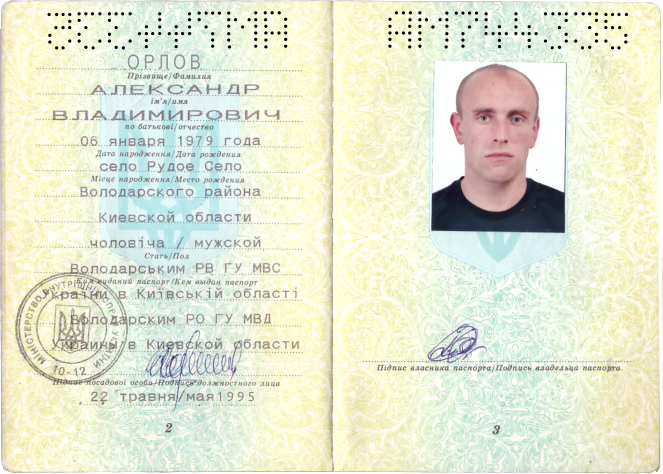 ОРЛОВ
Прізвище/Фамилия
АЛЕКСАНДР
ім'я/имя
ВЛАДИМИРОВИЧ
по батькові/отчество
06 января 1979 года
Дата народження/Дата рождения
село Рудое Село
Місце народження/Место рождения
Володарского района
Киевской области
чоловіча / мужской
Стать/Пол
Володарським РВ ГУ МВС
Ким виданий паспорт/Кем выдан паспорт
України в Київській області
Володарским РО ГУ МВД
Украины в Киевской области
МІНІСТЕРСТВО ВНУТРІШНІХ СПРАВ УКРАЇНИ
10-12
Підпис посадової особи/Подпись должностного лица
22 травня/мая1995
2
АМ744335
Підпис власника паспорта/Подпись владельца паспорта
3